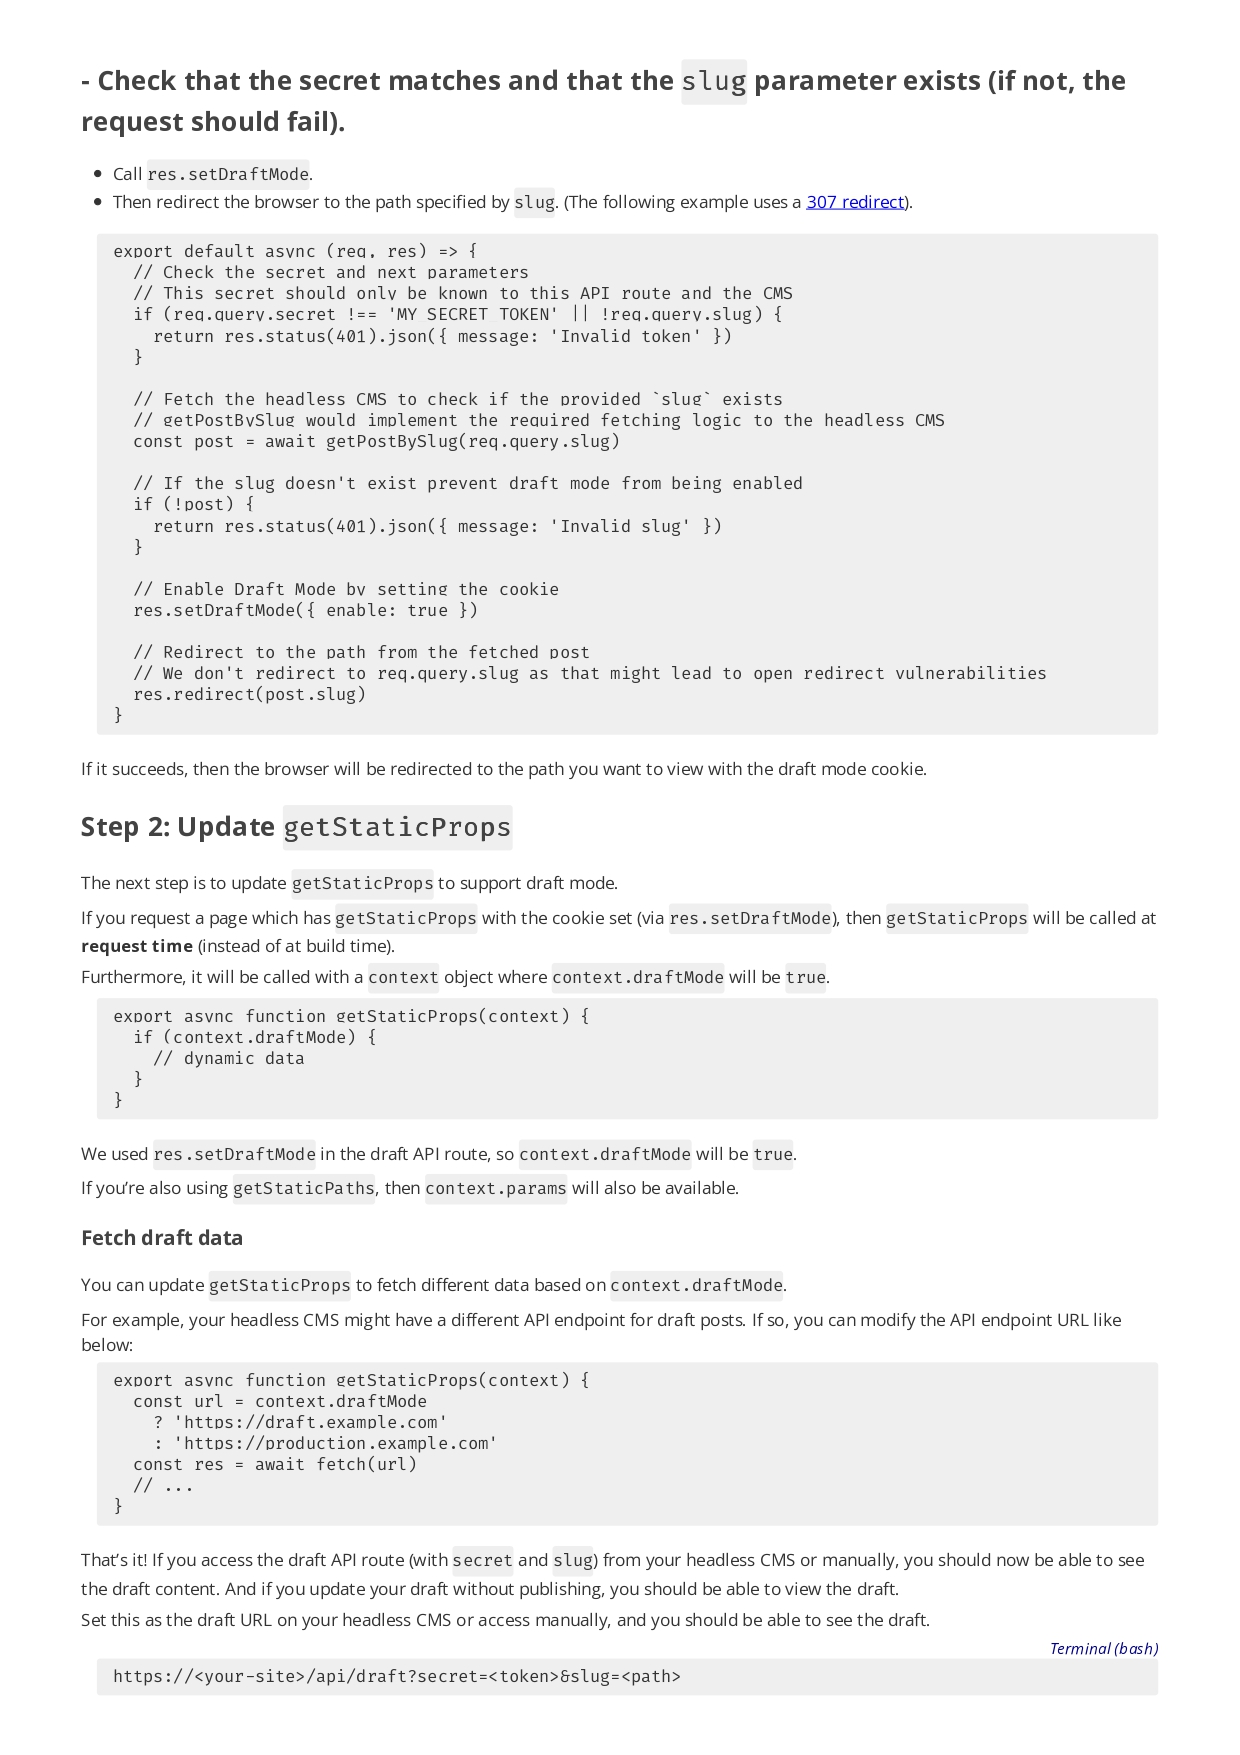 - Check that the secret matches and that the slug parameter exists (if not, the
request should fail).
• Call res.setDraftMode.
• Then redirect the browser to the path specified by slug. (The following example uses a 307 redirect).
export default async (req, res) => {
  // Check the secret and next parameters
  // This secret should only be known to this API route and the CMS
  if (req.query.secret !== 'MY_SECRET_TOKEN' || !req.query.slug) {
    return res.status(401).json({ message: 'Invalid token' })
  }

  // Fetch the headless CMS to check if the provided `slug` exists
  // getPostBySlug would implement the required fetching logic to the headless CMS
  const post = await getPostBySlug(req.query.slug)

  // If the slug doesn't exist prevent draft mode from being enabled
  if (!post) {
    return res.status(401).json({ message: 'Invalid slug' })
  }

  // Enable Draft Mode by setting the cookie
  res.setDraftMode({ enable: true })

  // Redirect to the path from the fetched post
  // We don't redirect to req.query.slug as that might lead to open redirect vulnerabilities
  res.redirect(post.slug)
}
If it succeeds, then the browser will be redirected to the path you want to view with the draft mode cookie.
Step 2: Update getStaticProps
The next step is to update getStaticProps to support draft mode.
If you request a page which has getStaticProps with the cookie set (via res.setDraftMode), then getStaticProps will be called at
request time (instead of at build time).
Furthermore, it will be called with a context object where context.draftMode will be true.
export async function getStaticProps(context) {
  if (context.draftMode) {
    // dynamic data
  }
}
We used res.setDraftMode in the draft API route, so context.draftMode will be true.
If you’re also using getStaticPaths, then context.params will also be available.
Fetch draft data
You can update getStaticProps to fetch different data based on context.draftMode.
For example, your headless CMS might have a different API endpoint for draft posts. If so, you can modify the API endpoint URL like
below:
export async function getStaticProps(context) {
  const url = context.draftMode
    ? 'https://draft.example.com'
    : 'https://production.example.com'
  const res = await fetch(url)
  // ...
}
That’s it! If you access the draft API route (with secret and slug) from your headless CMS or manually, you should now be able to see
the draft content. And if you update your draft without publishing, you should be able to view the draft.
Set this as the draft URL on your headless CMS or access manually, and you should be able to see the draft.
Terminal (bash)
https://<your-site>/api/draft?secret=<token>&slug=<path>